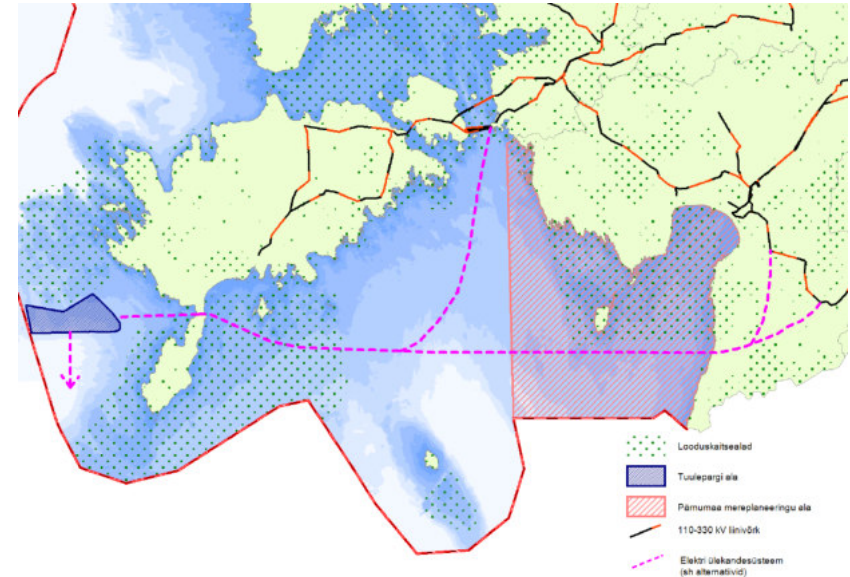 Looduskaitsealad
Tuulepargi ala
Pärnumaa mereplaneeringu ala
110-330 kV liinivõrk
Elektri ülekandesüsteem
(sh alternatiivid)